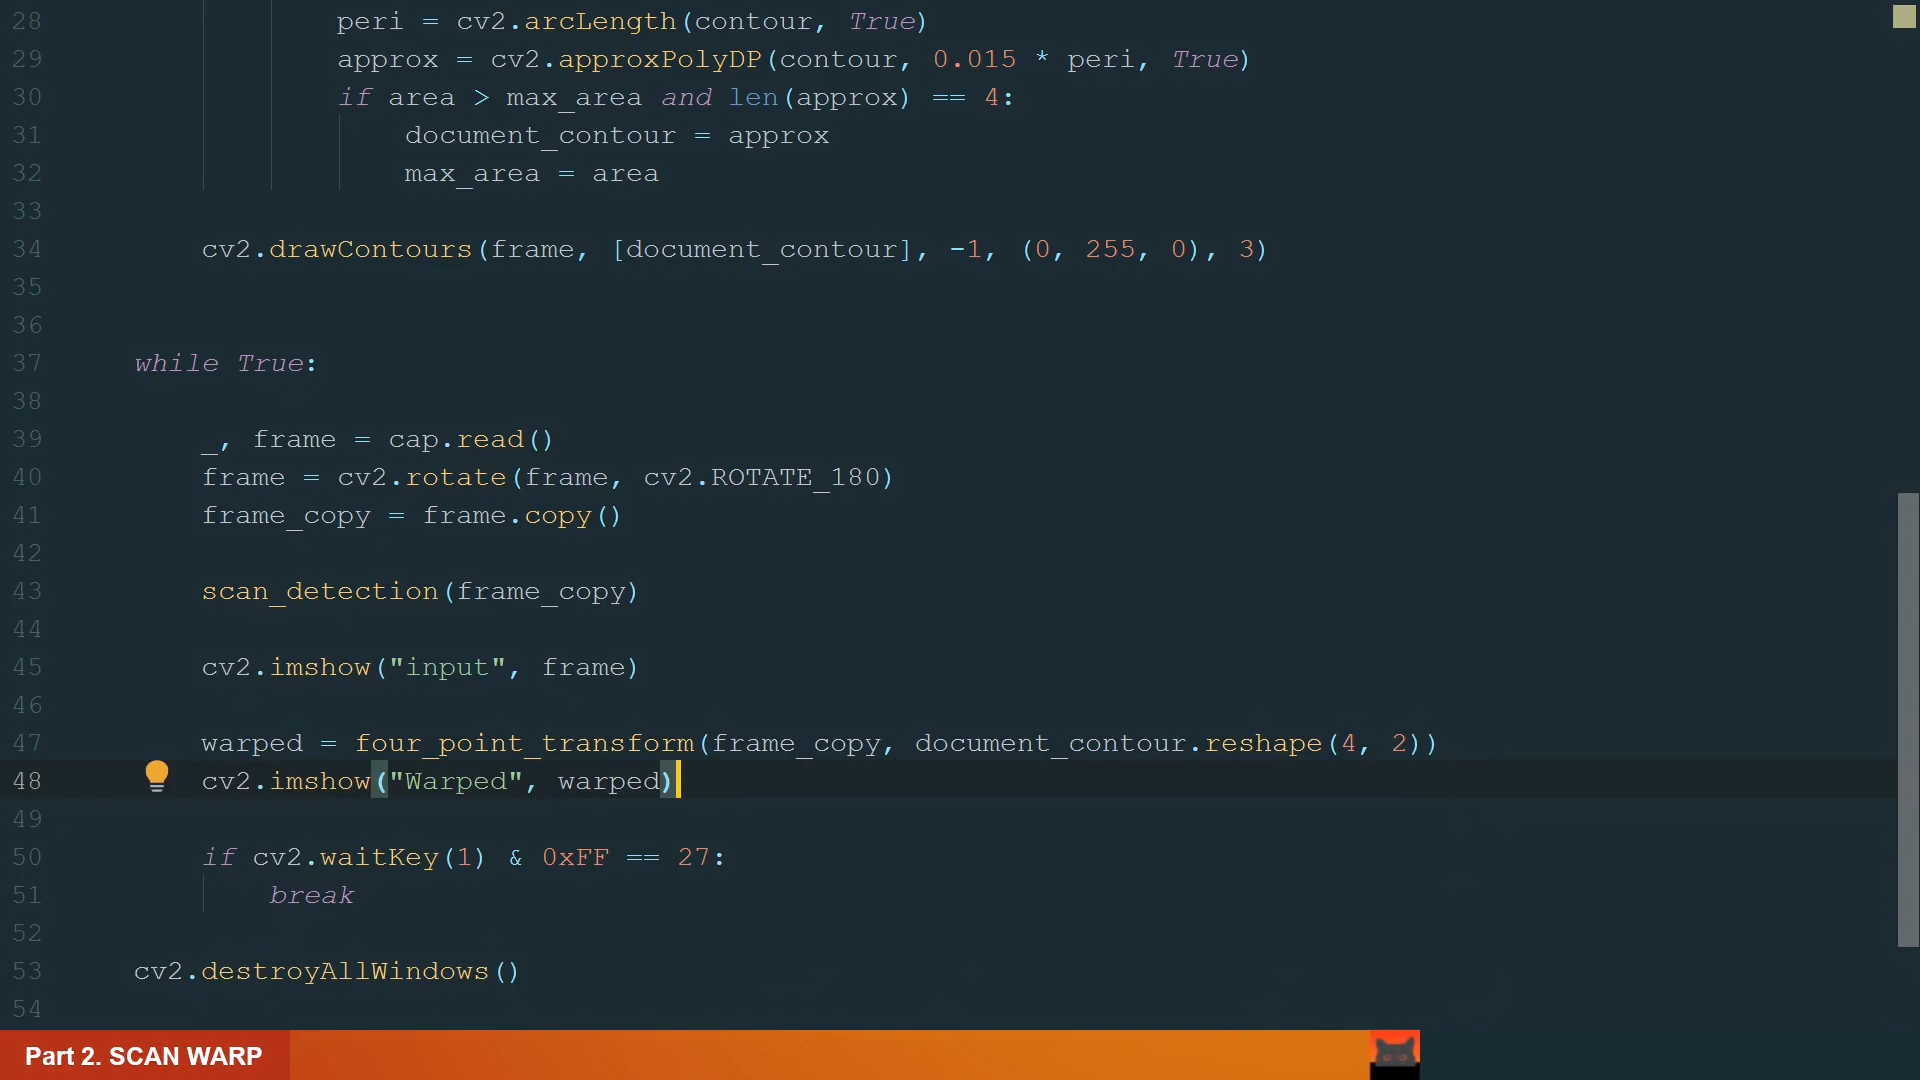 28 peri = cv2.arcLength(contour, True)
29 approx = cv2.approxPolyDP(contour, 0.015 * peri, True)
30 if area > max_area and len(approx) == 4:
31 document_contour = approx
32 max_area = area
33
34 cv2.drawContours(frame, [document_contour], -1, (0, 255, 0), 3)
35
36
37 while True:
38
39 _, frame = cap.read()
40 frame = cv2.rotate(frame, cv2.ROTATE_180)
41 frame_copy = frame.copy()
42
43 scan_detection(frame_copy)
44
45 cv2.imshow("input", frame)
46
47 warped = four_point_transform(frame_copy, document_contour.reshape(4, 2))
48 cv2.imshow("Warped", warped)
49
50 if cv2.waitKey(1) & 0xFF == 27:
51 break
52
53 cv2.destroyAllWindows()
54
Part 2. SCAN WARP